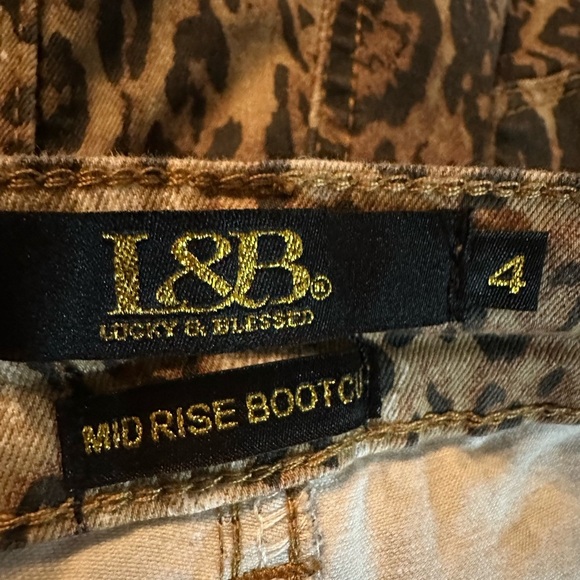 L&B® 4
LUCKY & BLESSED
MID RISE BOOTCU